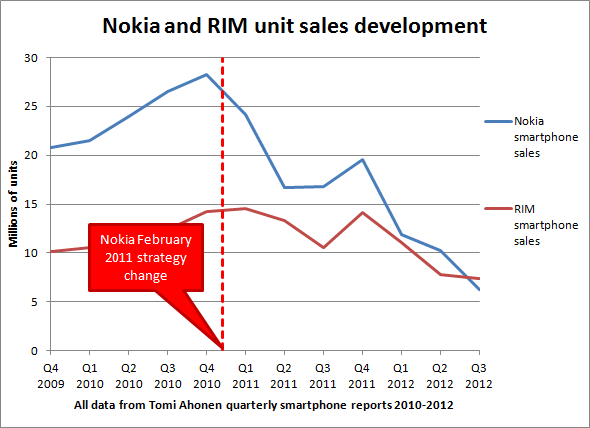 Nokia and RIM unit sales development
Millions of units
30
25
20
15
10
5
0
Nokia February
2011 strategy
change
Nokia
smartphone
sales
RIM
smartphone
sales
Q4 Q1 Q2 Q3 Q4 Q1 Q2 Q3 Q4 Q1 Q2 Q3
2009 2010 2010 2010 2010 2011 2011 2011 2011 2012 2012 2012
All data from Tomi Ahonen quarterly smartphone reports 2010-2012